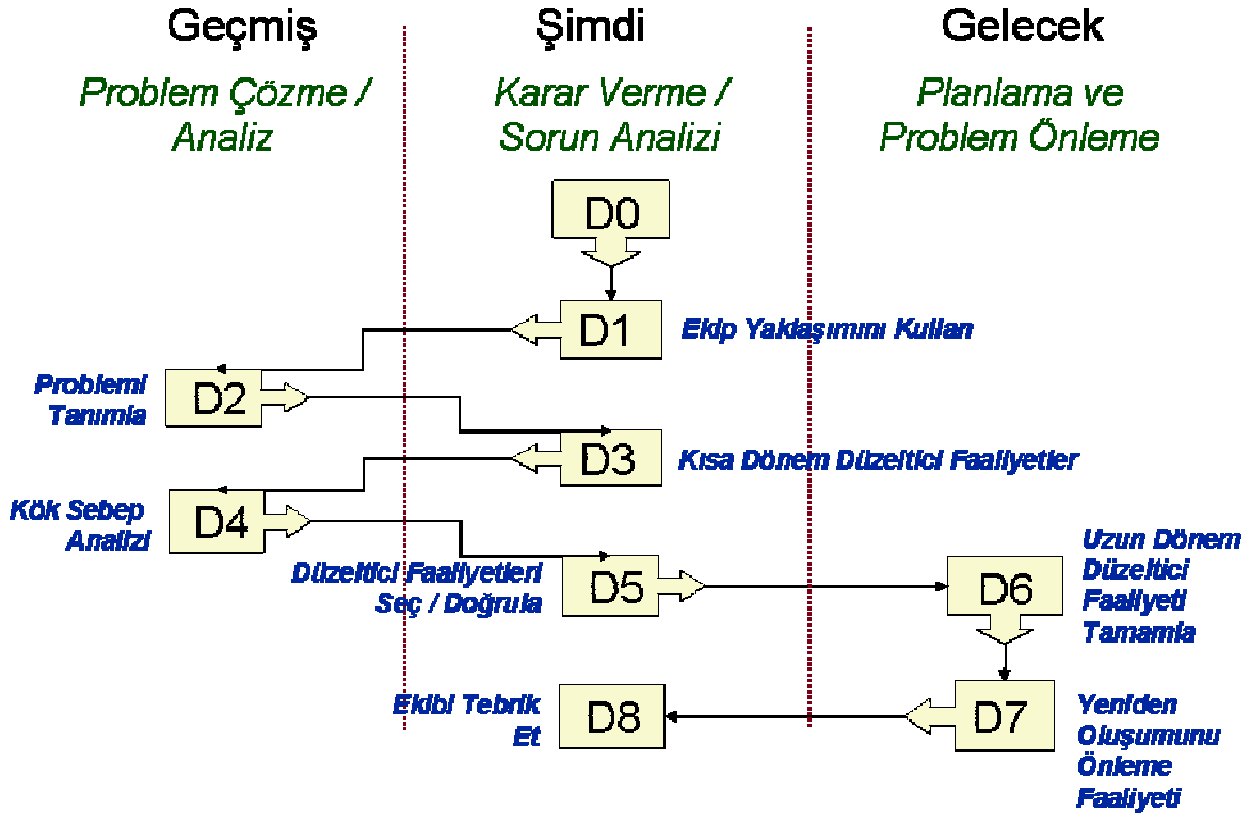 Geçmiş
Şimdi
Gelecek
Problem Çözme /
Analiz
Karar Verme /
Sorun Analizi
Planlama ve
Problem Önleme
D0
D1
Ekip Yaklaşımını Kullan
Problemi
Tanımla
D2
D3
Kısa Dönem Düzeltici Faaliyetler
Kök Sebep
Analizi
D4
Düzeltici Faaliyetleri
Seç / Doğrula
D5
D6
Uzun Dönem
Düzeltici
Faaliyeti
Tamamla
Ekibi Tebrik
Et
D8
D7
Yeniden
Oluşumunu
Önleme
Faaliyeti